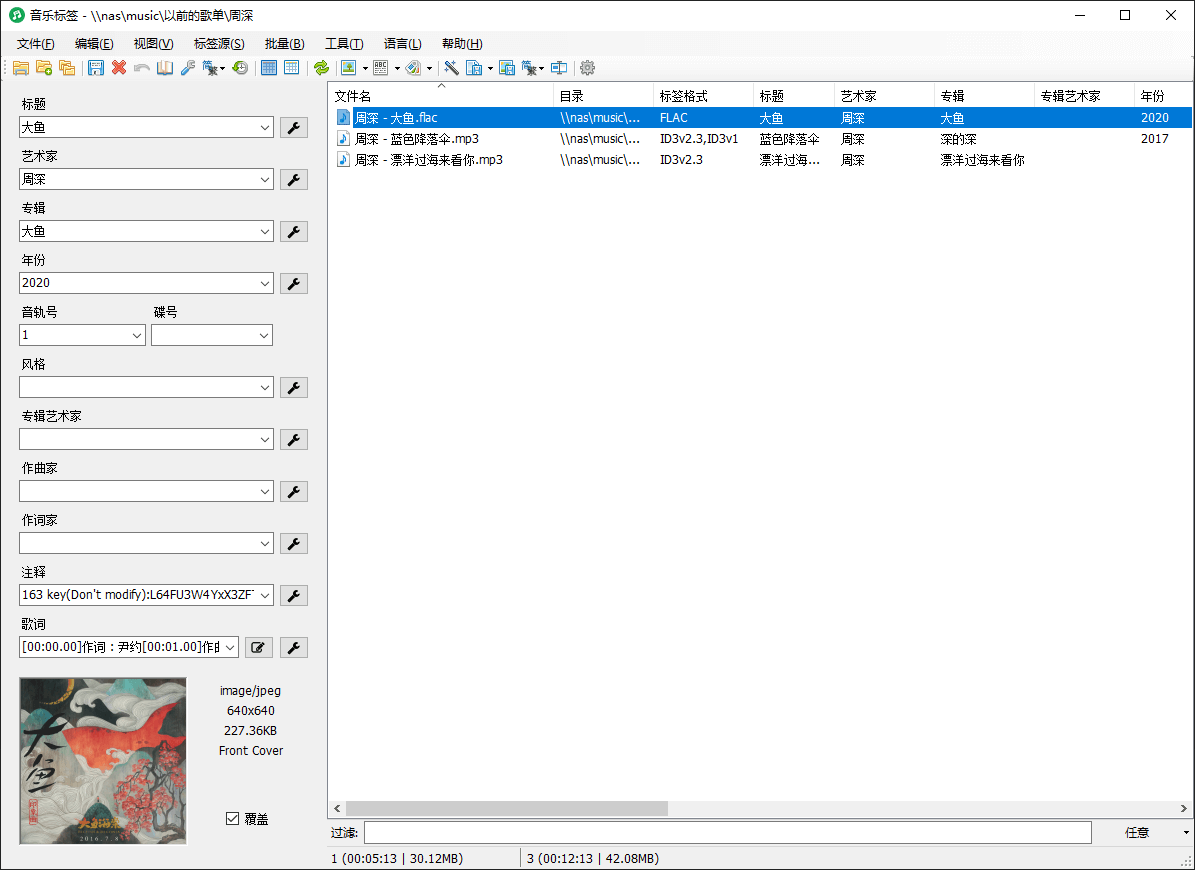 音乐标签 - \\nas\music\以前的歌单\周深
文件(F) 编辑(E) 视图(V) 标签源(S) 批量(B) 工具(T) 语言(L) 帮助(H)
标题
大鱼
艺术家
周深
专辑
大鱼
年份
2020
音轨号 碟号
1
风格
专辑艺术家
作曲家
作词家
注释
163 key(Don't modify):L64FU3W4YxX3ZF
歌词
[00:00.00]作词：尹约[00:01.00]作曲
大鱼
大鱼海棠
2016.7.8
image/jpeg
640x640
227.36KB
Front Cover
覆盖
文件名 目录 标签格式 标题 艺术家 专辑 专辑艺术家 年份
周深 - 大鱼.flac \\nas\music\... FLAC 大鱼 周深 大鱼 2020
周深 - 蓝色降落伞.mp3 \\nas\music\... ID3v2.3,ID3v1 蓝色降落伞 周深 深的深 2017
周深 - 漂洋过海来看你.mp3 \\nas\music\... ID3v2.3 漂洋过海... 周深 漂洋过海来看你
过滤: 任意
1 (00:05:13 | 30.12MB) 3 (00:12:13 | 42.08MB)